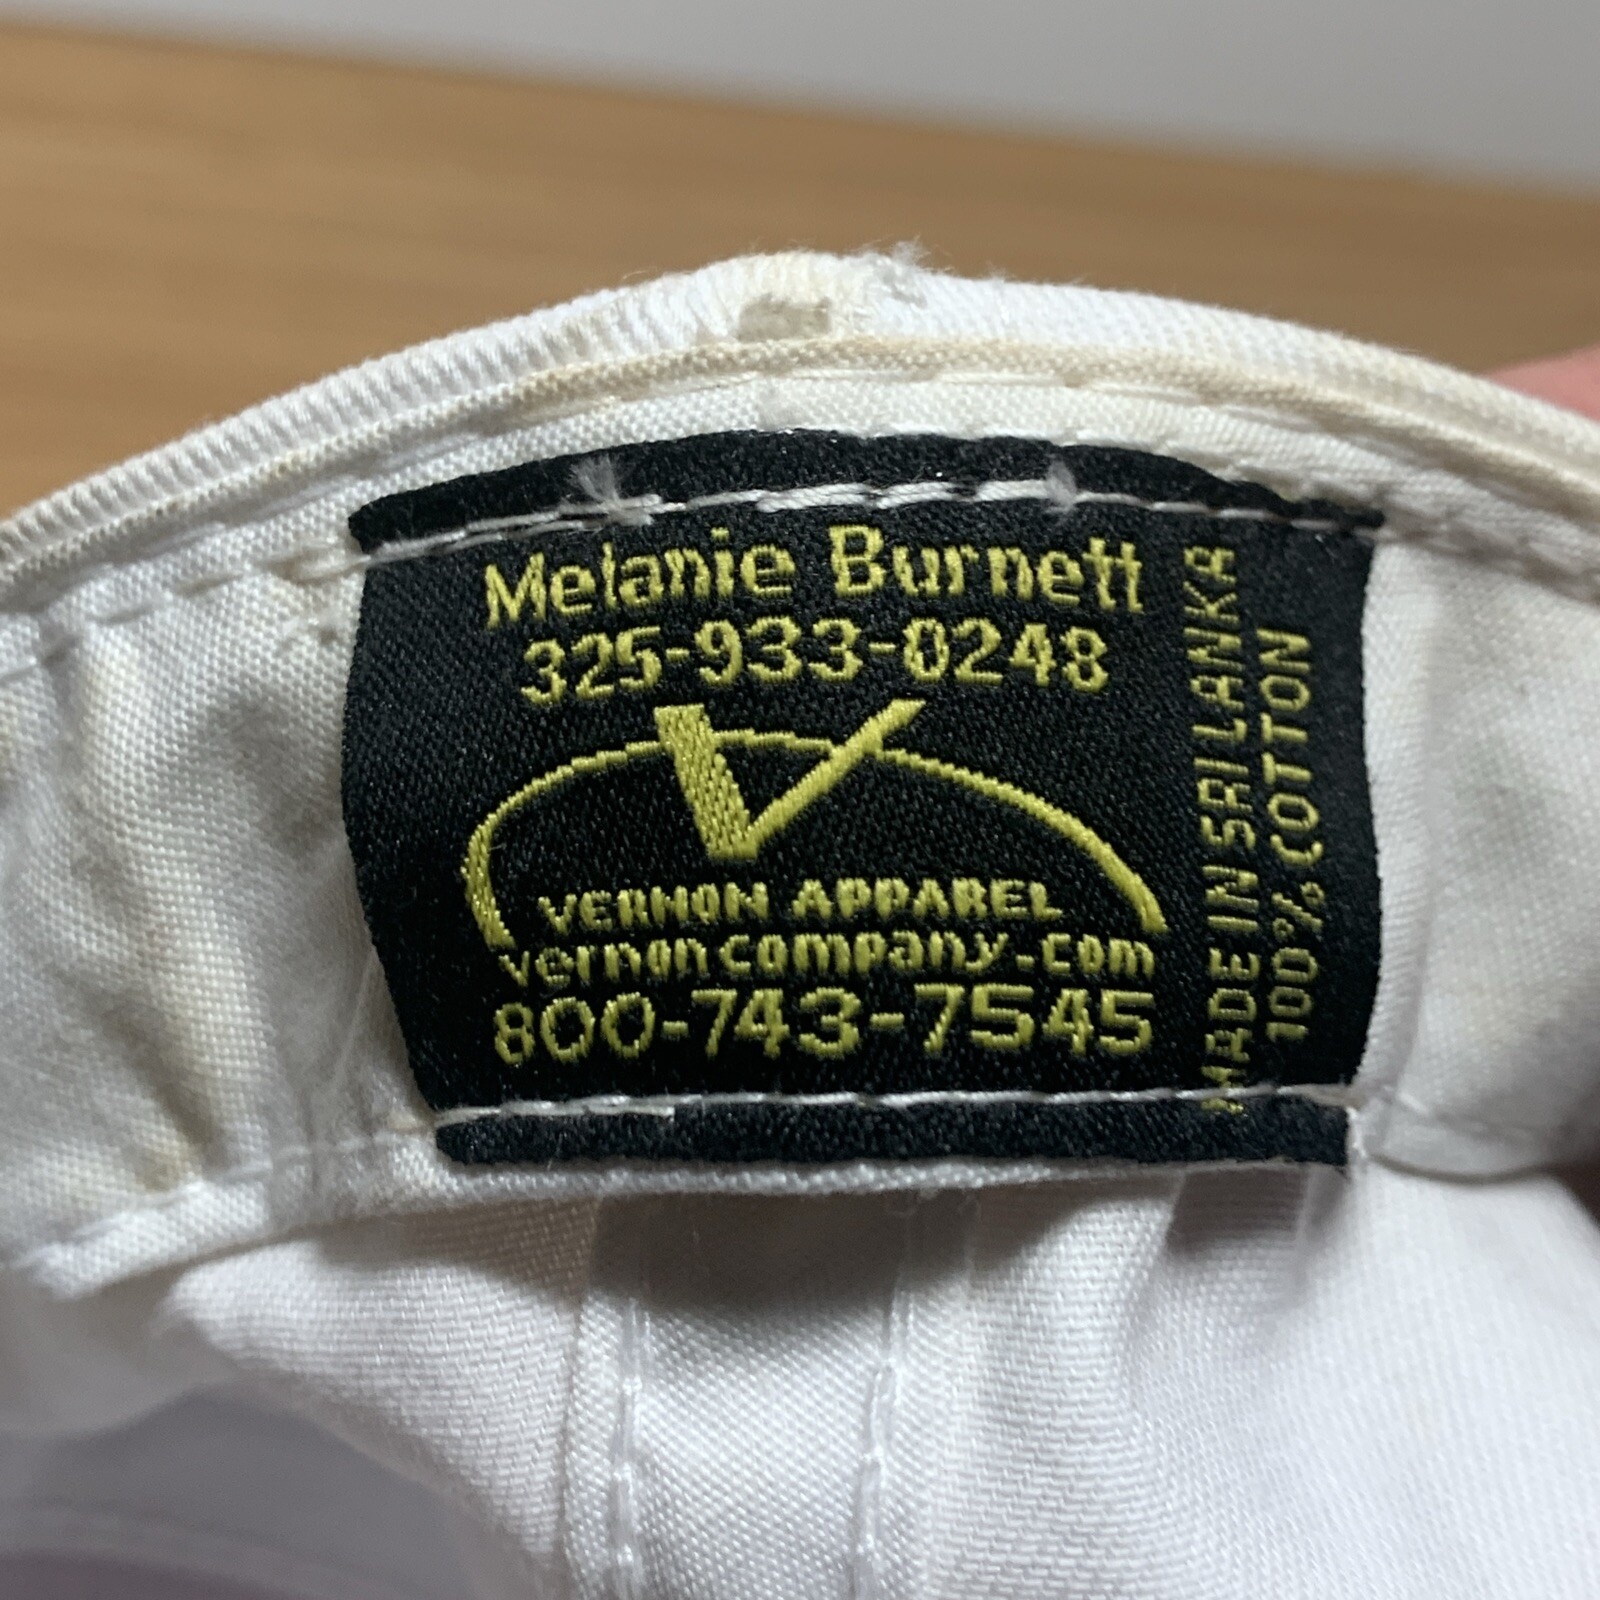 Melanie Burnett
325-933-0248
V
VERNON APPAREL
vernoncompany.com
800-743-7545
MADE IN SRI LANKA
100% COTTON